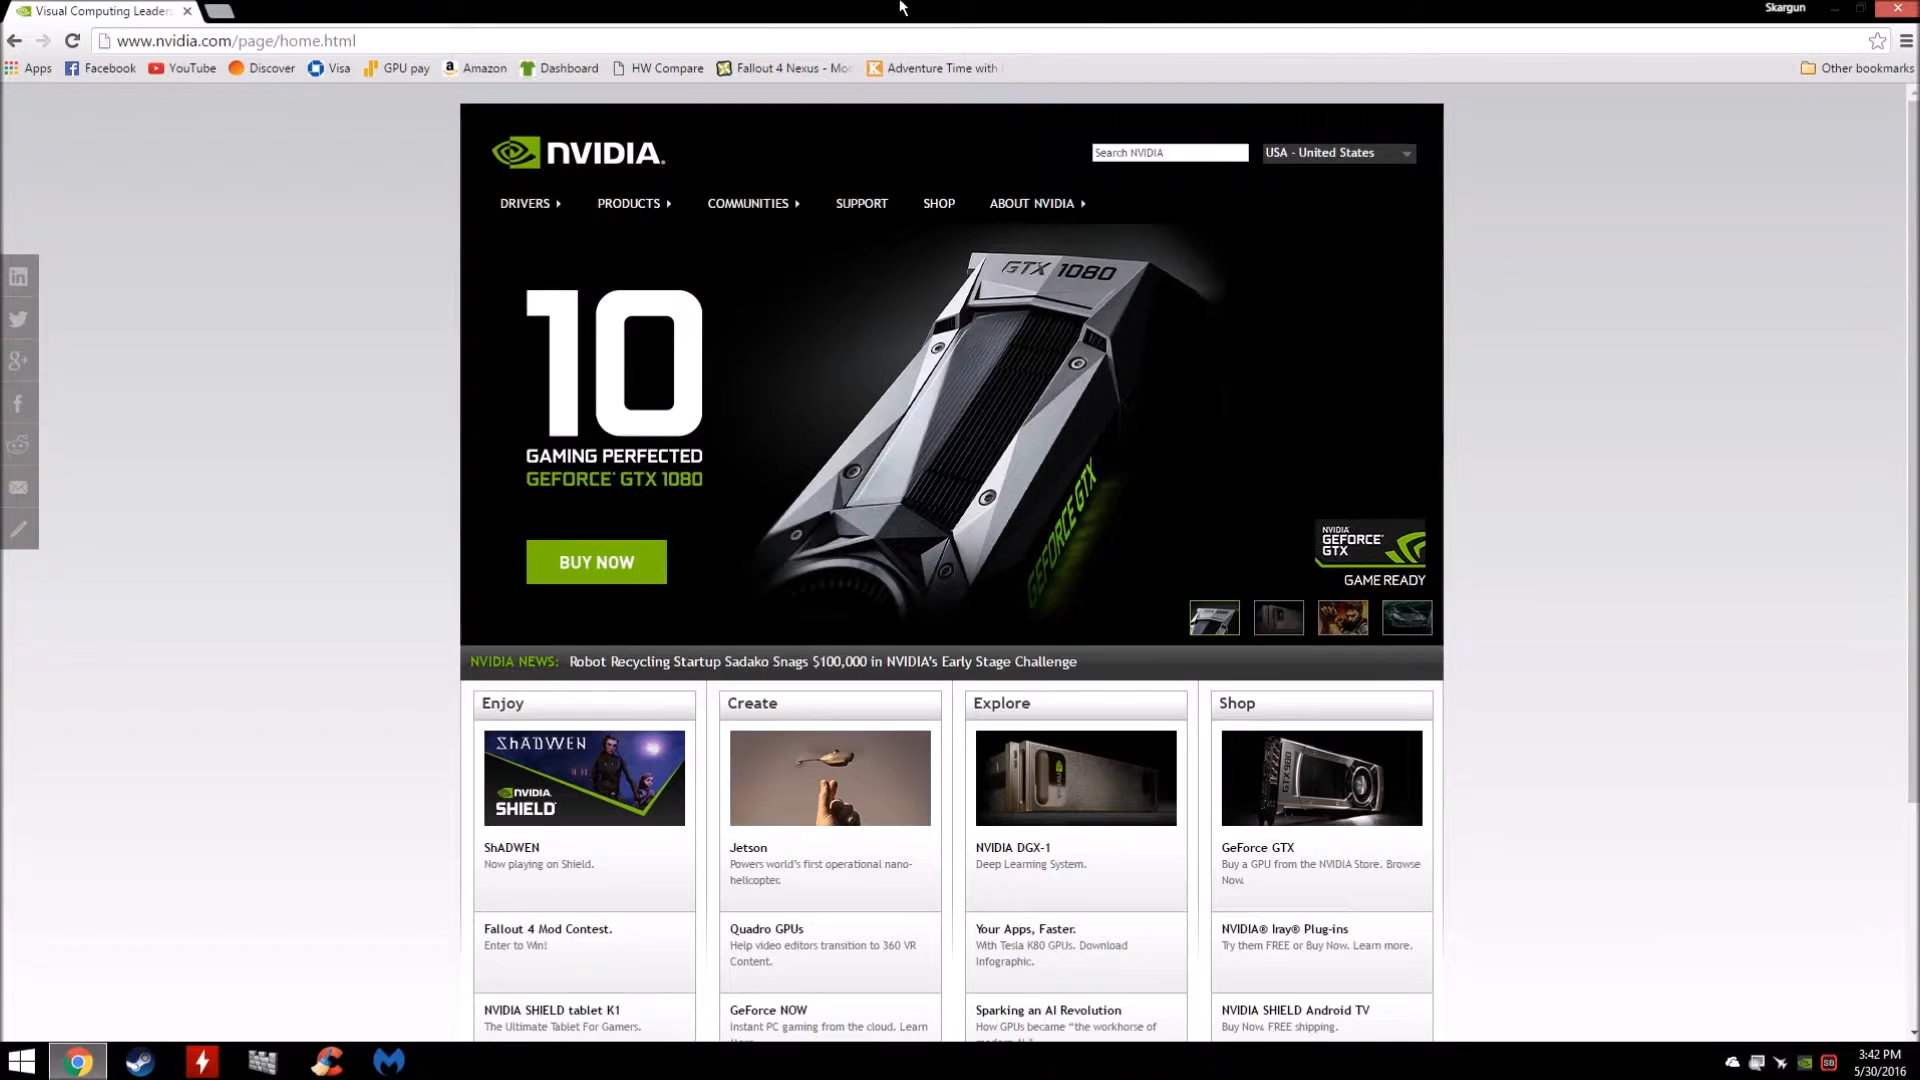 Visual Computing Leader
Skargun
www.nvidia.com/page/home.html
Apps
Facebook
YouTube
Discover
Visa
GPU pay
Amazon
Dashboard
HW Compare
Fallout 4 Nexus - Mo
Adventure Time with
Other bookmarks
NVIDIA.
Search NVIDIA
USA - United States
DRIVERS
PRODUCTS
COMMUNITIES
SUPPORT
SHOP
ABOUT NVIDIA
GTX 1080
10
GAMING PERFECTED
GEFORCE® GTX 1080
GEFORCE GTX
BUY NOW
NVIDIA®
GEFORCE®
GTX
GAME READY
NVIDIA NEWS: Robot Recycling Startup Sadako Snags $100,000 in NVIDIA's Early Stage Challenge
Enjoy
Create
Explore
Shop
SHADWEN
NVIDIA.
SHIELD
GTX 980
ShADWEN
Now playing on Shield.
Jetson
Powers world's first operational nano-
helicopter.
NVIDIA DGX-1
Deep Learning System.
GeForce GTX
Buy a GPU from the NVIDIA Store. Browse
Now.
Fallout 4 Mod Contest.
Enter to Win!
Quadro GPUs
Help video editors transition to 360 VR
Content.
Your Apps, Faster.
With Tesla K80 GPUs. Download
Infographic.
NVIDIA® Iray® Plug-ins
Try them FREE or Buy Now. Learn more.
NVIDIA SHIELD tablet K1
The Ultimate Tablet For Gamers.
GeForce NOW
Instant PC gaming from the cloud. Learn
Sparking an AI Revolution
How GPUs became "the workhorse of
NVIDIA SHIELD Android TV
Buy Now. FREE shipping.
3:42 PM
5/30/2016